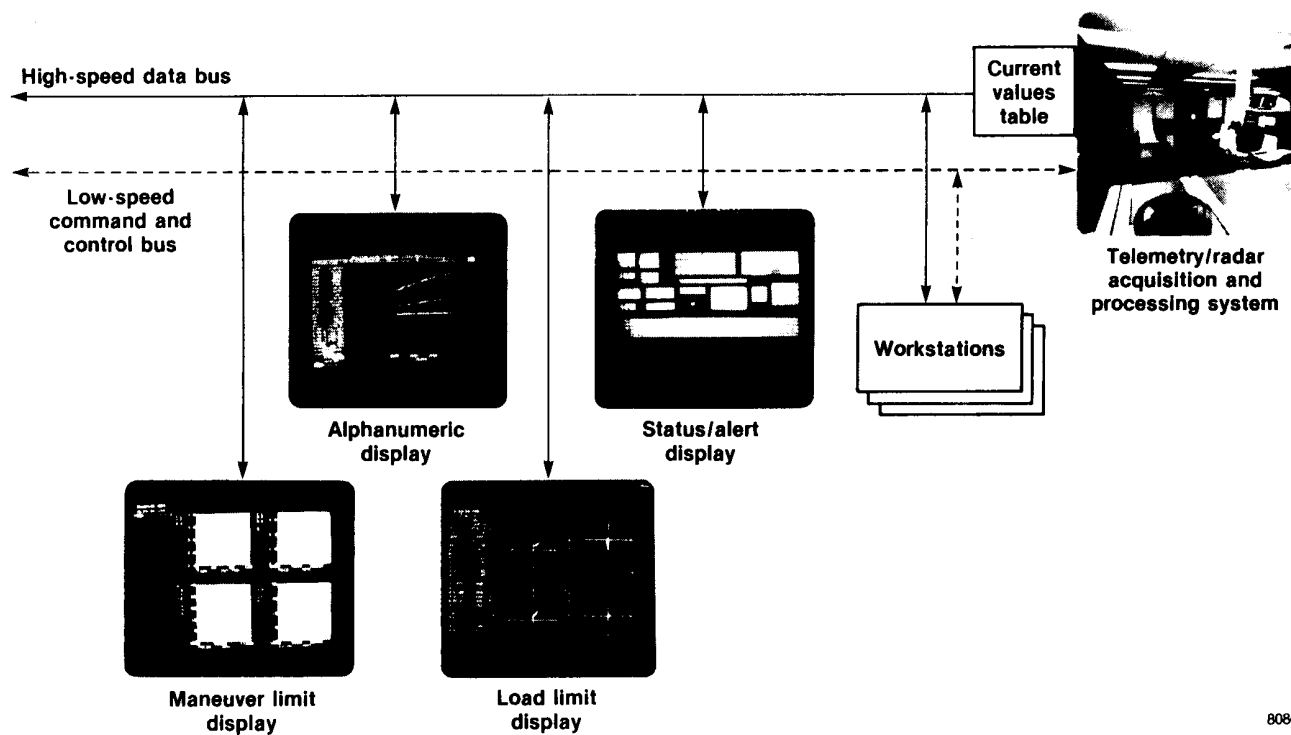 High-speed data bus
Current
values
table
Low-speed
command and
control bus
Telemetry/radar
acquisition and
processing system
Workstations
Alphanumeric
display
Status/alert
display
Maneuver limit
display
Load limit
display
808